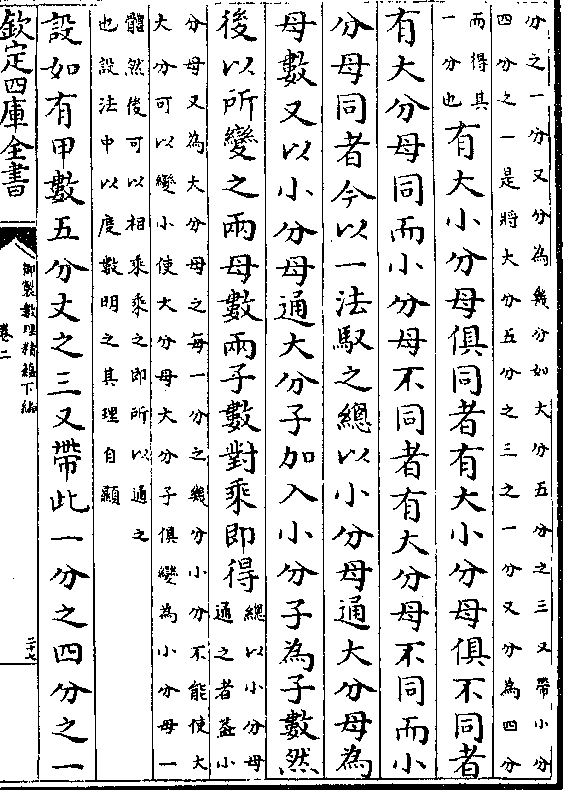 分之一分又分為幾分如大分五分之三又帶小分
四分之一是將大分五分之三之一分又分為四分
而得其
一分也有大小分母俱同者有大小分母俱不同者
有大分母同而小分母不同者有大分母不同而小
分母同者今以一法馭之總以小分母通大分母為
母數又以小分母通大分子加入小分子為子數然
後以所變之兩母數兩子數對乘即得總以小分母
通之者葢小
分母又為大分母之每一分之幾分小分不能使大
大分可以變小使大分母大分子俱變為小分母一
體然後可以相乘乘之即所以通之
也設法中以度數明之其理自顯
設如有甲數五分丈之三又帶此一分之四分之一
欽定四庫全書
御製數理精蘊下編
卷二
二十七